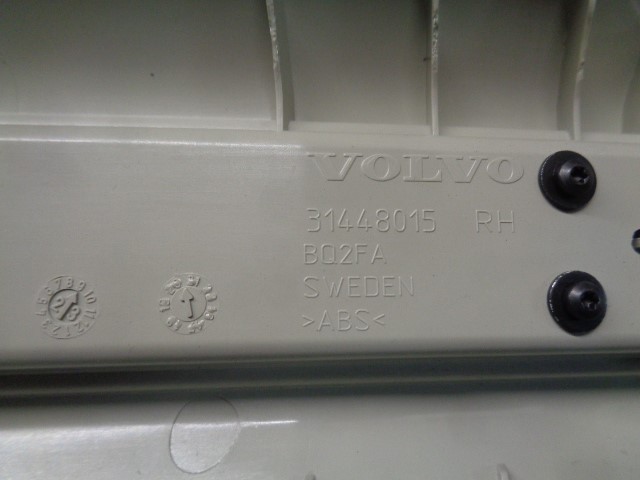 VOLVO
31448015 RH
BQ2FA
SWEDEN
>ABS<